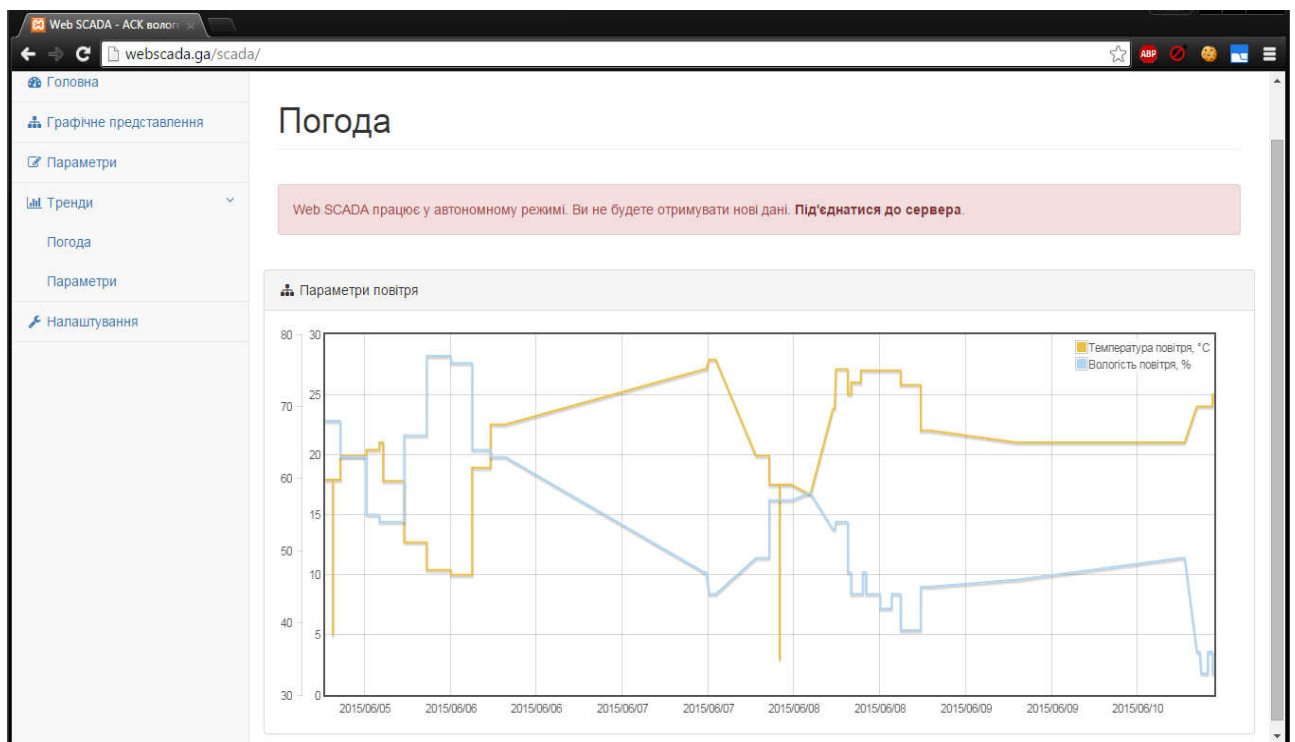 Web SCADA - АСК волог
webscada.ga/scada/
ABP
Головна
Графічне представлення
Параметри
Тренди
Погода
Параметри
Налаштування
Погода
Web SCADA працює у автономному режимі. Ви не будете отримувати нові дані. Під'єднатися до сервера.
Параметри повітря
Температура повітря, °C
Вологість повітря, %
80 30
25
70
20
60
15
50
10
40
5
30 0
2015/06/05 2015/06/06 2015/06/06 2015/06/07 2015/06/07 2015/06/08 2015/06/08 2015/06/09 2015/06/09 2015/06/10